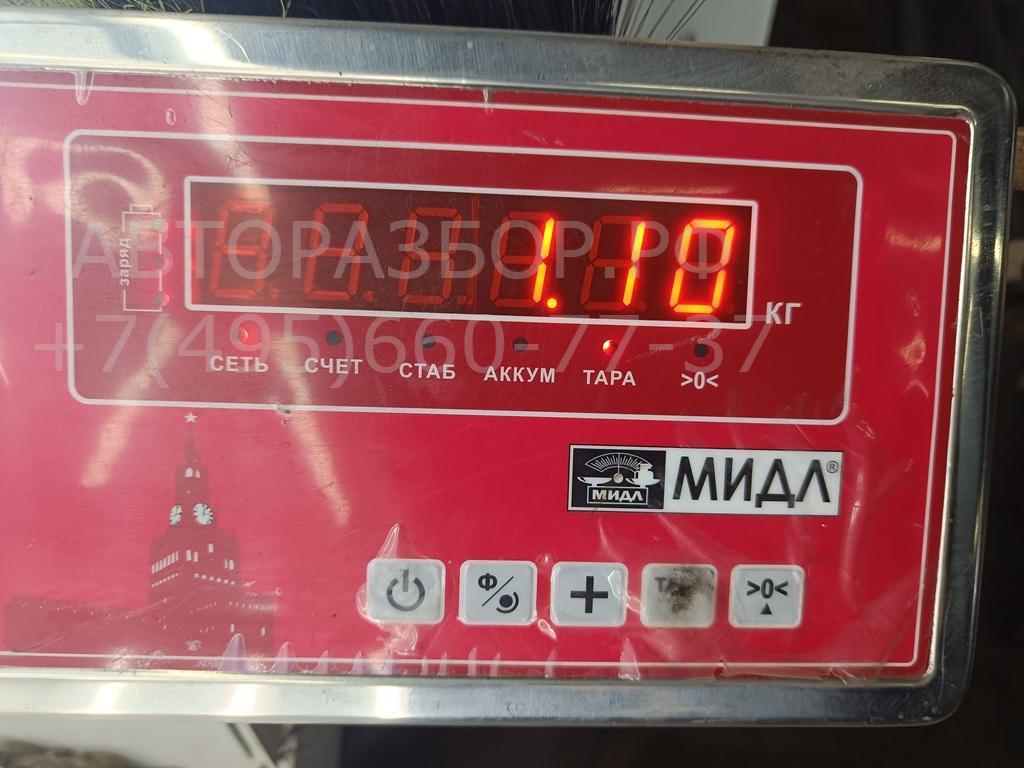 АВТОРАЗБОР.РФ
+7(495)660-77-37
заряд
1.10
КГ
СЕТЬ СЧЕТ СТАБ АККУМ ТАРА >0<
МИДЛ МИДЛ®
Ф
+
>0<